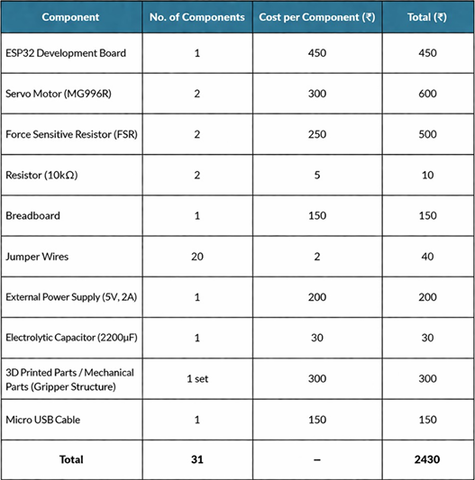 Component No. of Components Cost per Component (₹) Total (₹)
ESP32 Development Board 1 450 450
Servo Motor (MG996R) 2 300 600
Force Sensitive Resistor (FSR) 2 250 500
Resistor (10kΩ) 2 5 10
Breadboard 1 150 150
Jumper Wires 20 2 40
External Power Supply (5V, 2A) 1 200 200
Electrolytic Capacitor (2200µF) 1 30 30
3D Printed Parts / Mechanical
Parts (Gripper Structure) 1 set 300 300
Micro USB Cable 1 150 150
Total 31 – 2430